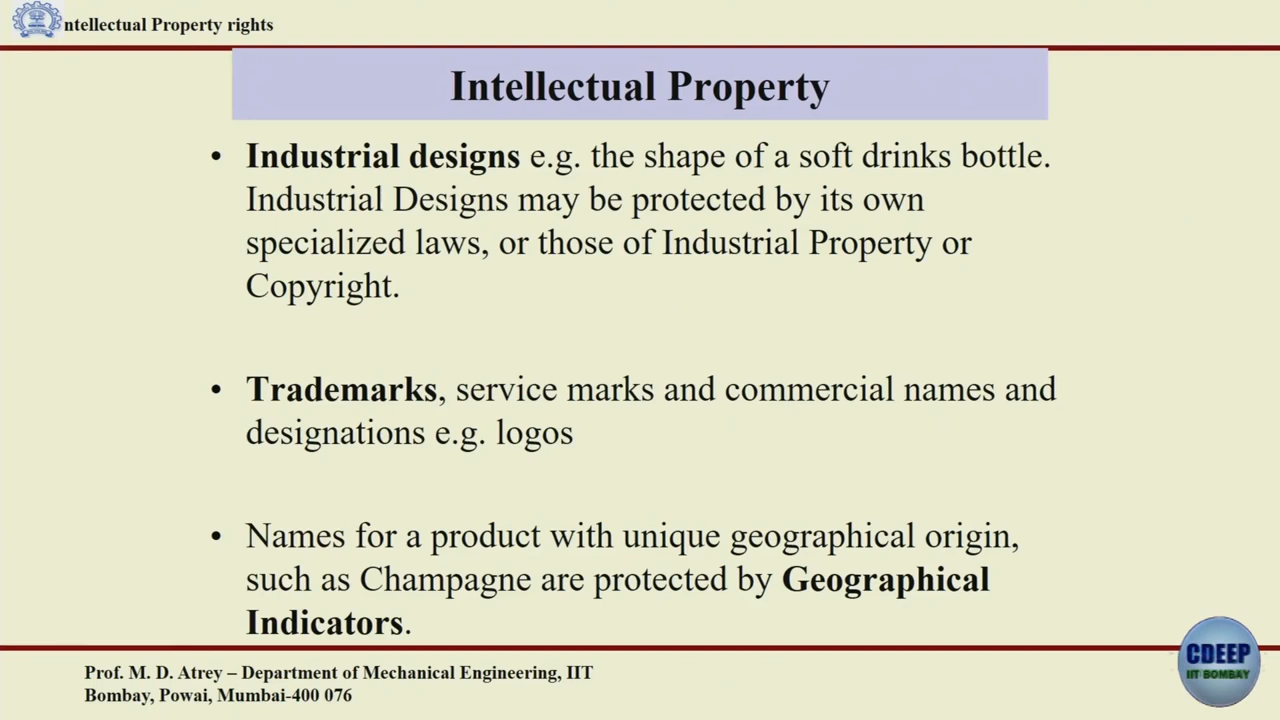 ntellectual Property rights
Intellectual Property
• Industrial designs e.g. the shape of a soft drinks bottle.
Industrial Designs may be protected by its own
specialized laws, or those of Industrial Property or
Copyright.
• Trademarks, service marks and commercial names and
designations e.g. logos
• Names for a product with unique geographical origin,
such as Champagne are protected by Geographical
Indicators.
Prof. M. D. Atrey – Department of Mechanical Engineering, IIT
Bombay, Powai, Mumbai-400 076
CDEEP
IIT BOMBAY